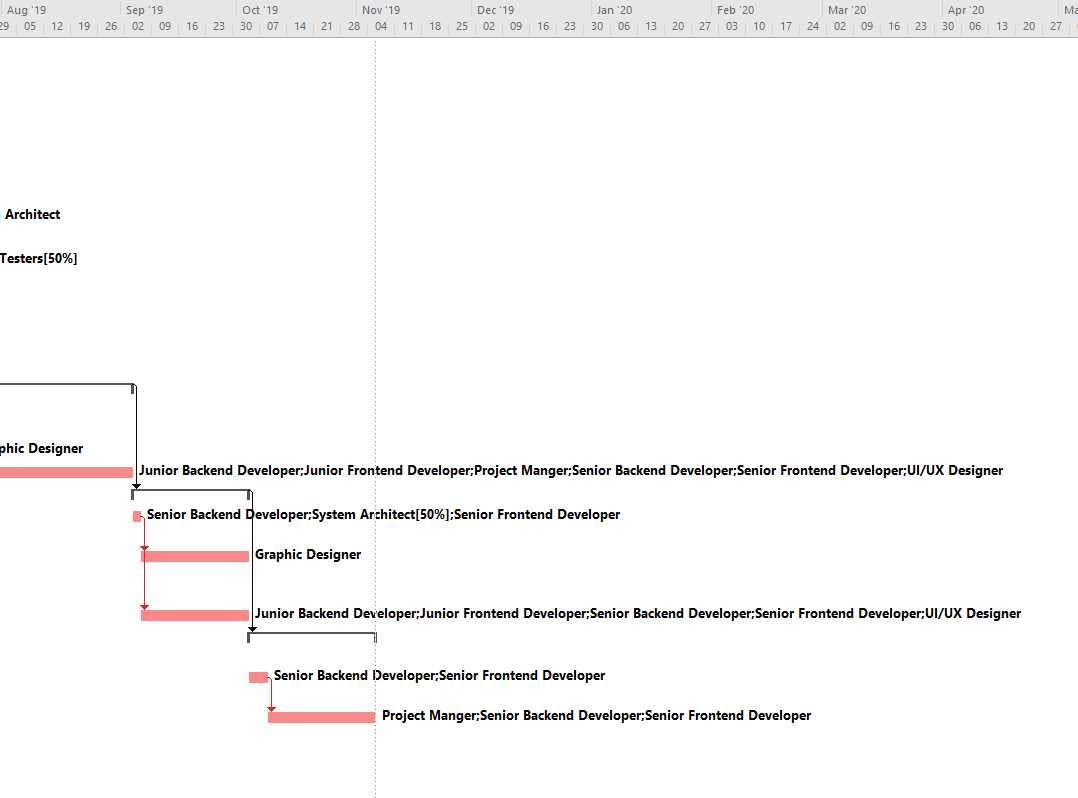 Aug '19 Sep '19 Oct '19 Nov '19 Dec '19 Jan '20 Feb '20 Mar '20 Apr '20
29 05 12 19 26 02 09 16 23 30 07 14 21 28 04 11 18 25 02 09 16 23 30 06 13 20 27 03 10 17 24 02 09 16 23 30 06 13 20 27
Architect
Testers[50%]
phic Designer
Junior Backend Developer;Junior Frontend Developer;Project Manger;Senior Backend Developer;Senior Frontend Developer;UI/UX Designer
Senior Backend Developer;System Architect[50%];Senior Frontend Developer
Graphic Designer
Junior Backend Developer;Junior Frontend Developer;Senior Backend Developer;Senior Frontend Developer;UI/UX Designer
Senior Backend Developer;Senior Frontend Developer
Project Manger;Senior Backend Developer;Senior Frontend Developer